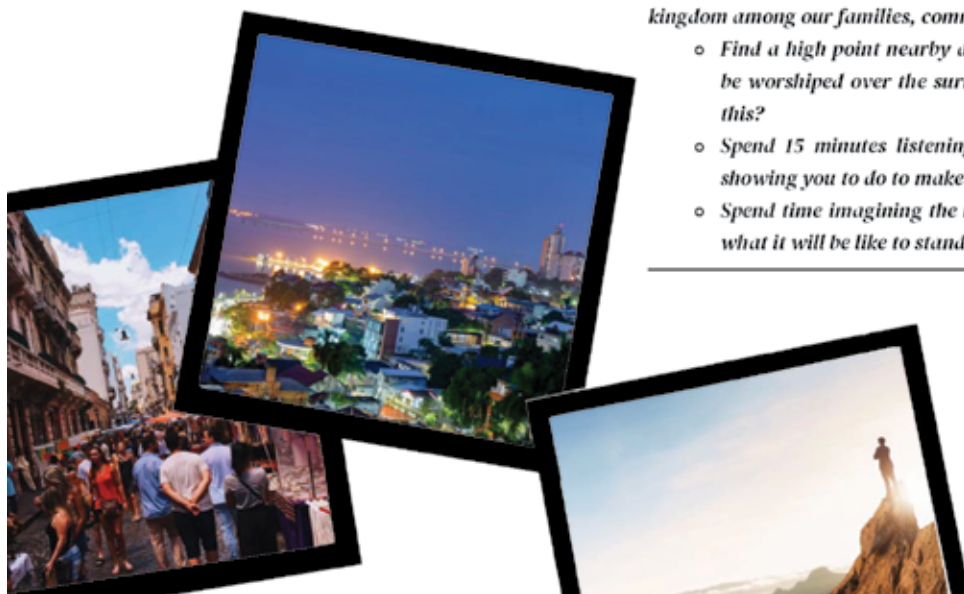 kingdom among our families, com
o Find a high point nearby a
be worshiped over the sur
this?
o Spend 15 minutes listening
showing you to do to make
o Spend time imagining the
what it will be like to stand